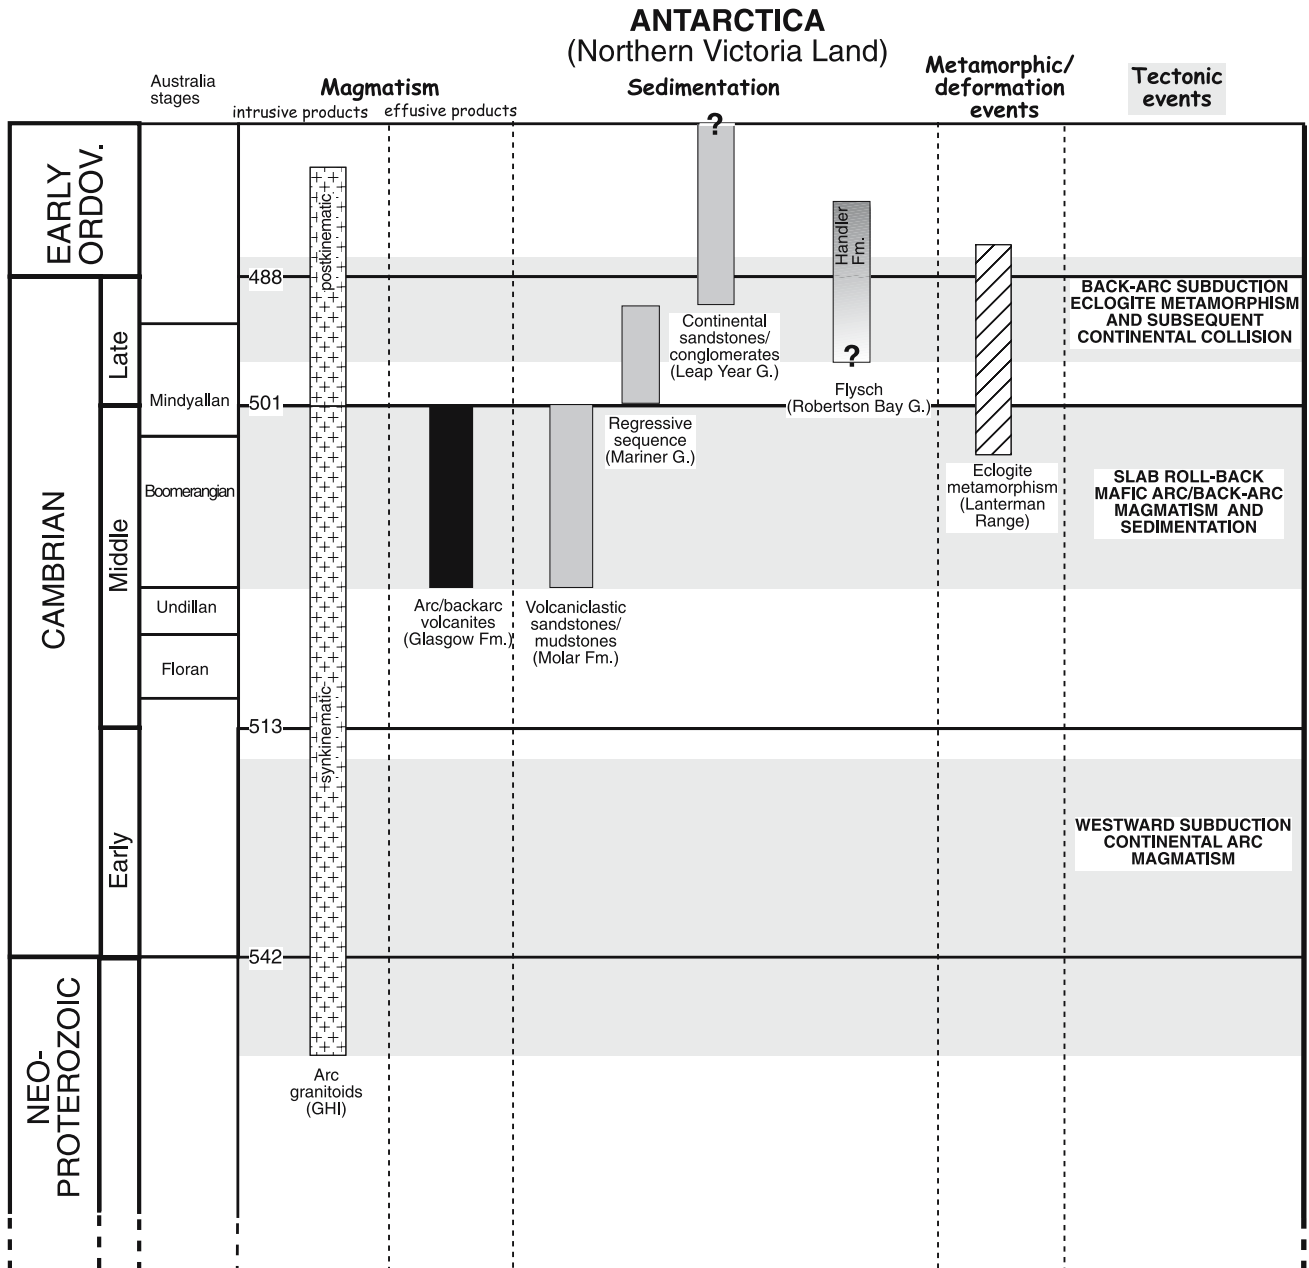 ANTARCTICA
(Northern Victoria Land)
Australia
stages
Magmatism
intrusive products
effusive products
Sedimentation
Metamorphic/
deformation
events
Tectonic
events
EARLY
ORDOV.
CAMBRIAN
Late
Middle
Early
NEO-
PROTEROZOIC
Mindyallan
Boomerangian
Undillan
Floran
488
501
513
542
postkinematic
synkinematic
Arc
granitoids
(GHI)
Arc/backarc
volcanites
(Glasgow Fm.)
Volcaniclastic
sandstones/
mudstones
(Molar Fm.)
Regressive
sequence
(Mariner G.)
?
Continental
sandstones/
conglomerates
(Leap Year G.)
Handler
Fm.
?
Flysch
(Robertson Bay G.)
Eclogite
metamorphism
(Lanterman
Range)
BACK-ARC SUBDUCTION
ECLOGITE METAMORPHISM
AND SUBSEQUENT
CONTINENTAL COLLISION
SLAB ROLL-BACK
MAFIC ARC/BACK-ARC
MAGMATISM AND
SEDIMENTATION
WESTWARD SUBDUCTION
CONTINENTAL ARC
MAGMATISM